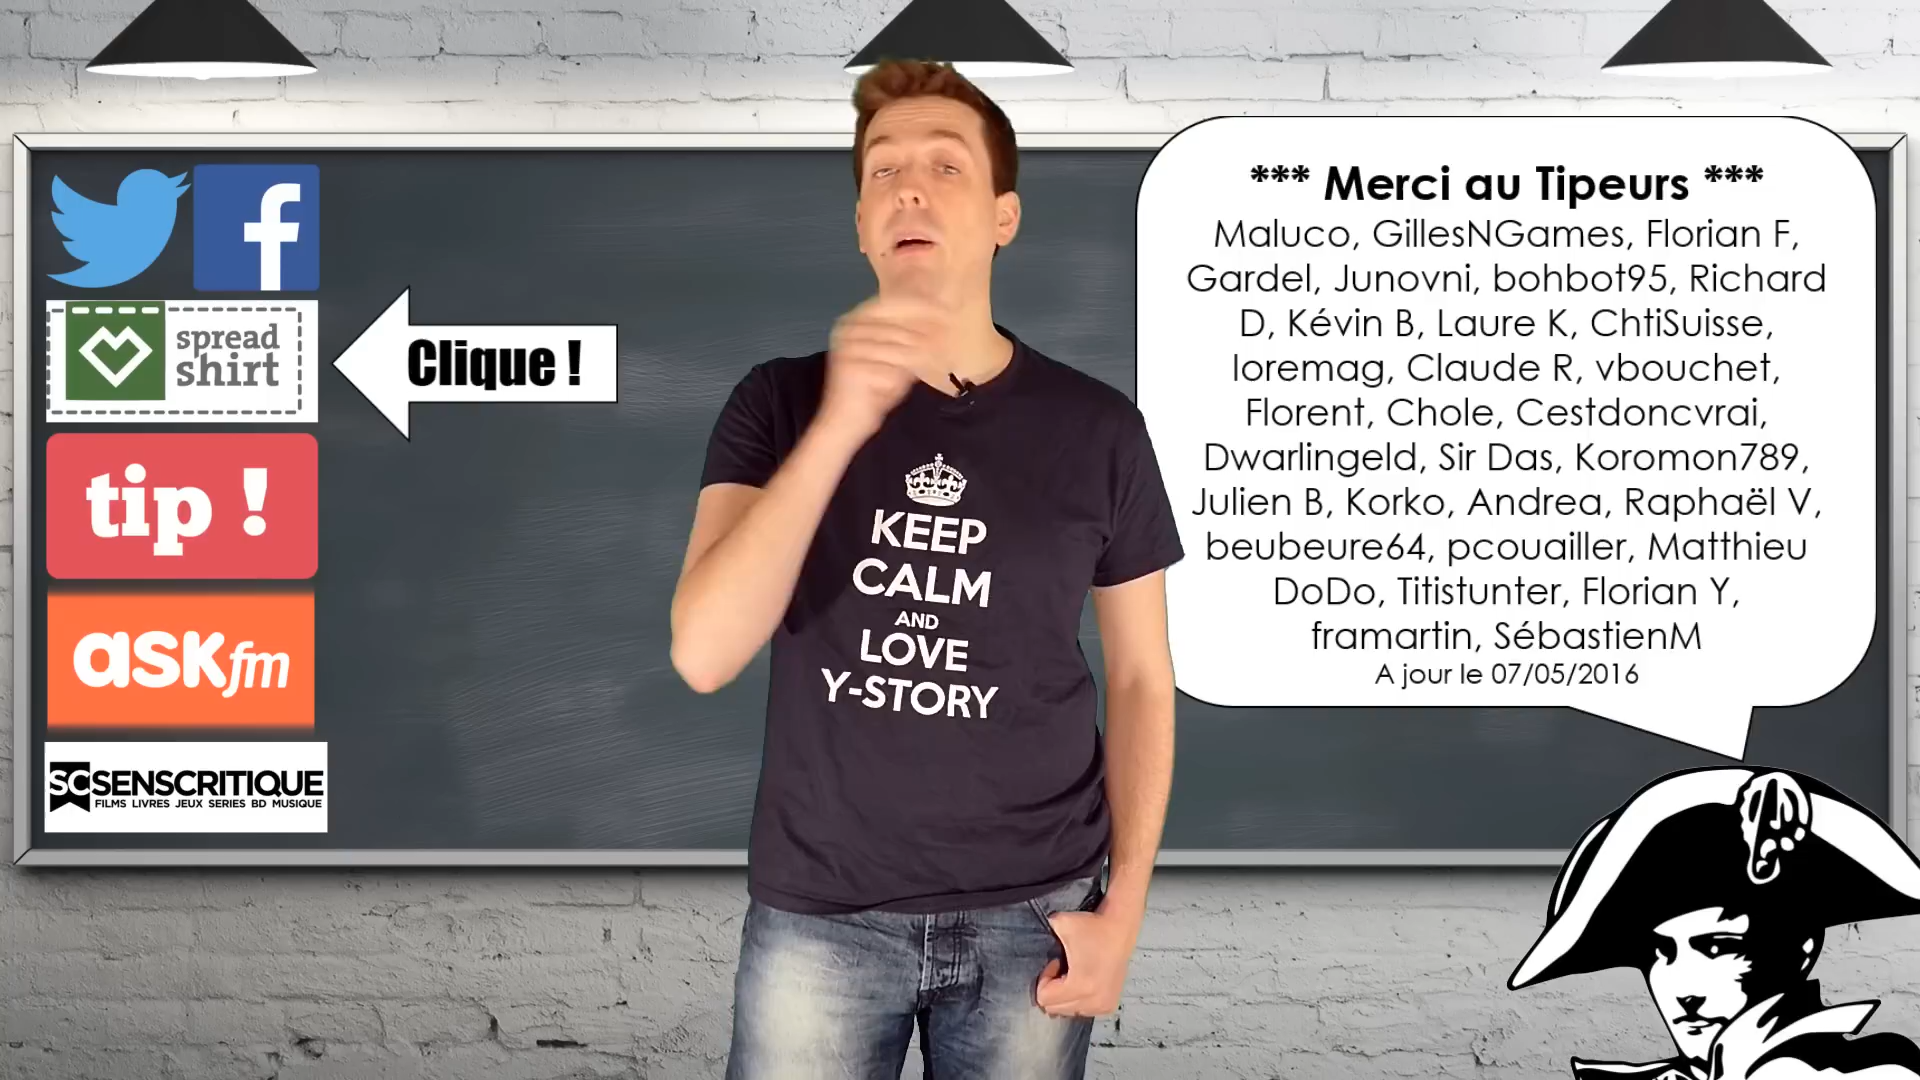 f
spread
shirt
Clique !
tip !
ASKfm
SC SENSCRITIQUE
FILMS LIVRES JEUX SERIES BD MUSIQUE
KEEP
CALM
AND
LOVE
Y-STORY
*** Merci au Tipeurs ***
Maluco, GillesNGames, Florian F,
Gardel, Junovni, bohbot95, Richard
D, Kévin B, Laure K, ChtiSuisse,
loremag, Claude R, vbouchet,
Florent, Chole, Cestdoncvrai,
Dwarlingeld, Sir Das, Koromon789,
Julien B, Korko, Andrea, Raphaël V,
beubeure64, pcouailler, Matthieu
DoDo, Titistunter, Florian Y,
framartin, SébastienM
A jour le 07/05/2016